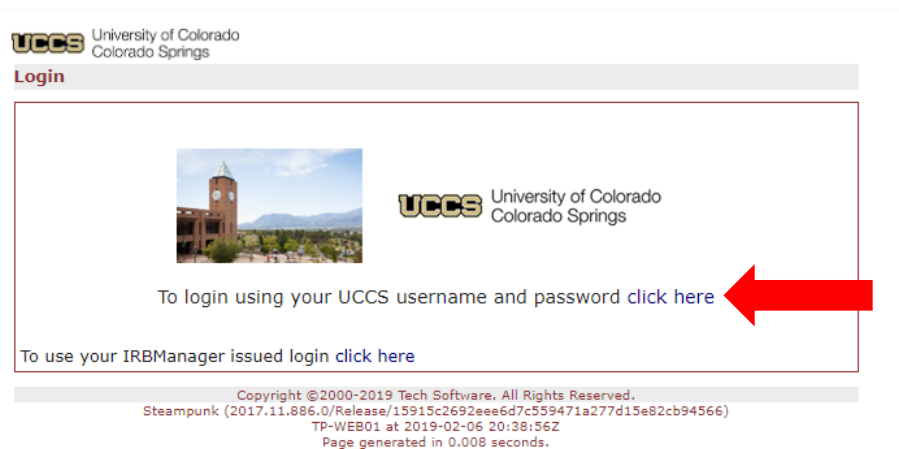 UCCS University of Colorado
Colorado Springs
Login
UCCS University of Colorado
Colorado Springs
To login using your UCCS username and password click here
To use your IRBManager issued login click here
Copyright ©2000-2019 Tech Software. All Rights Reserved.
Steampunk (2017.11.886.0/Release/15915c2692eee6d7c559471a277d15e82cb94566)
TP-WEB01 at 2019-02-06 20:38:56Z
Page generated in 0.008 seconds.